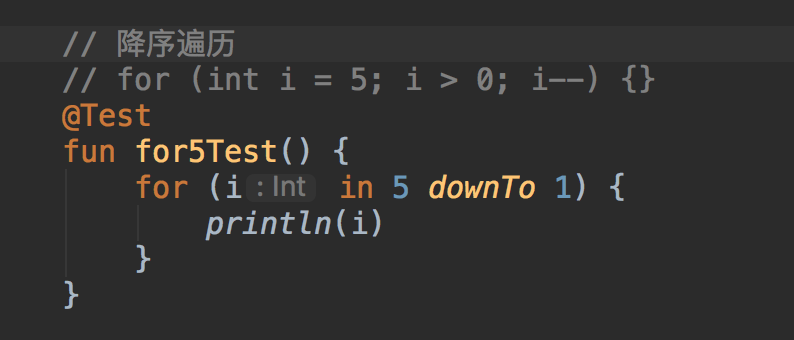 // 降序遍历
// for (int i = 5; i > 0; i--) {}
@Test
fun for5Test() {
    for (i : Int in 5 downTo 1) {
        println(i)
    }
}